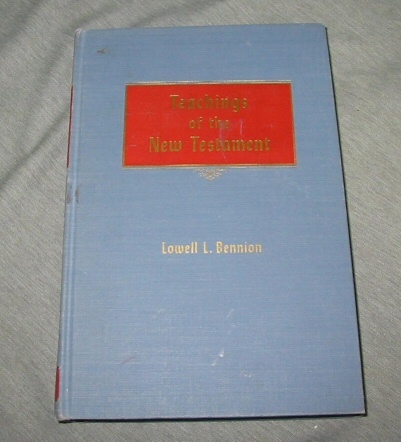 Teachings
of the
New Testament
Lowell L. Bennion